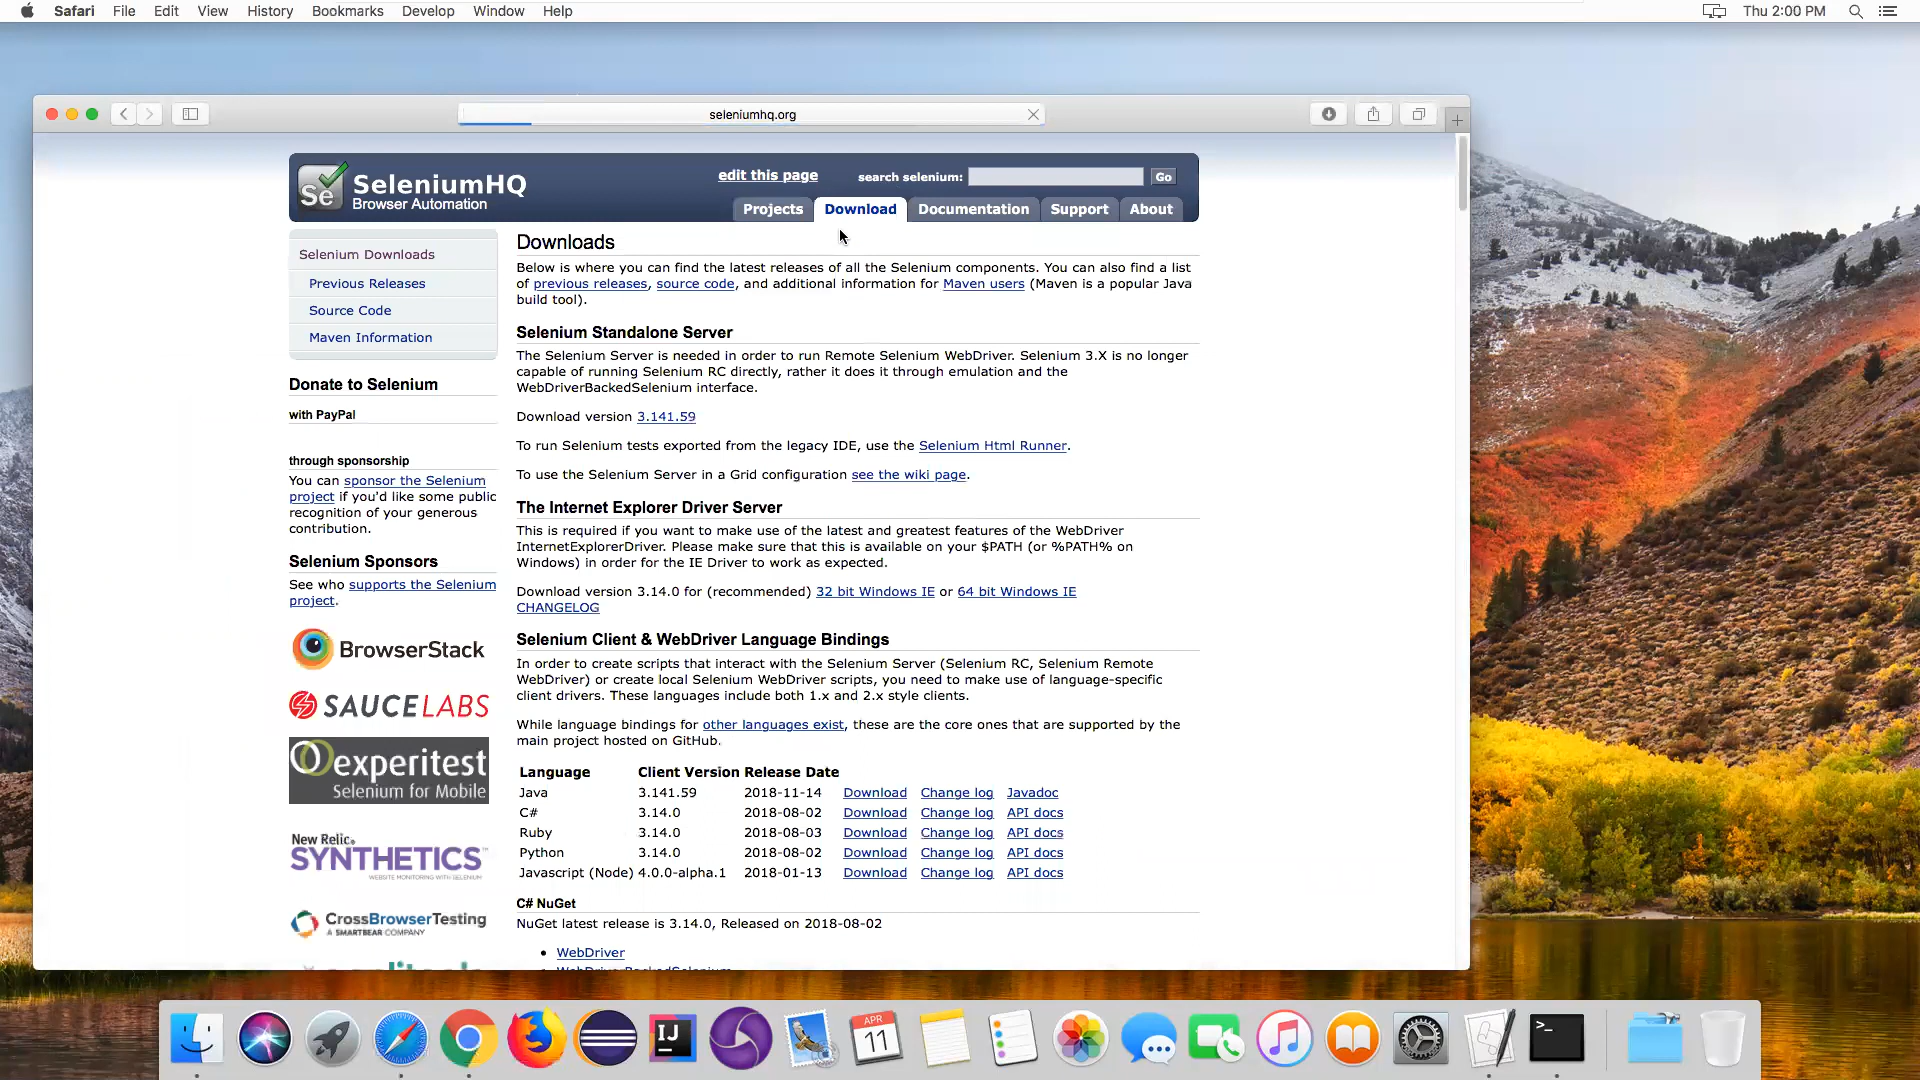 Safari File Edit View History Bookmarks Develop Window Help
Thu 2:00 PM
seleniumhq.org
SeleniumHQ
Browser Automation
Se
edit this page
search selenium:
Go
Projects
Download
Documentation
Support
About
Selenium Downloads
Previous Releases
Source Code
Maven Information
Donate to Selenium
with PayPal
through sponsorship
You can sponsor the Selenium
project if you'd like some public
recognition of your generous
contribution.
Selenium Sponsors
See who supports the Selenium
project.
BrowserStack
SAUCELABS
experitest
Selenium for Mobile
New Relic.
SYNTHETICS
WEBSITE MONITORING WITH SELENIUM
CrossBrowserTesting
A SMARTBEAR COMPANY
Downloads
Below is where you can find the latest releases of all the Selenium components. You can also find a list
of previous releases, source code, and additional information for Maven users (Maven is a popular Java
build tool).
Selenium Standalone Server
The Selenium Server is needed in order to run Remote Selenium WebDriver. Selenium 3.X is no longer
capable of running Selenium RC directly, rather it does it through emulation and the
WebDriverBackedSelenium interface.
Download version 3.141.59
To run Selenium tests exported from the legacy IDE, use the Selenium Html Runner.
To use the Selenium Server in a Grid configuration see the wiki page.
The Internet Explorer Driver Server
This is required if you want to make use of the latest and greatest features of the WebDriver
InternetExplorerDriver. Please make sure that this is available on your $PATH (or %PATH% on
Windows) in order for the IE Driver to work as expected.
Download version 3.14.0 for (recommended) 32 bit Windows IE or 64 bit Windows IE
CHANGELOG
Selenium Client & WebDriver Language Bindings
In order to create scripts that interact with the Selenium Server (Selenium RC, Selenium Remote
WebDriver) or create local Selenium WebDriver scripts, you need to make use of language-specific
client drivers. These languages include both 1.x and 2.x style clients.
While language bindings for other languages exist, these are the core ones that are supported by the
main project hosted on GitHub.
Language Client Version Release Date
Java 3.141.59 2018-11-14 Download Change log Javadoc
C# 3.14.0 2018-08-02 Download Change log API docs
Ruby 3.14.0 2018-08-03 Download Change log API docs
Python 3.14.0 2018-08-02 Download Change log API docs
Javascript (Node) 4.0.0-alpha.1 2018-01-13 Download Change log API docs
C# NuGet
NuGet latest release is 3.14.0, Released on 2018-08-02
• WebDriver
IJ
APR
11
>_